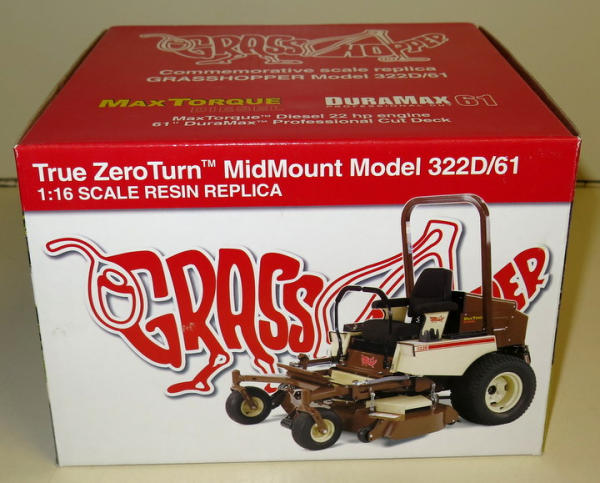 GRASSHOPPER
Commemorative scale replica
GRASSHOPPER Model 322D/61
MAXTORQUE DIESEL
DURAMAX 61
MaxTorque™ Diesel 22 hp engine
61" DuraMax™ Professional Cut Deck
True ZeroTurn™ MidMount Model 322D/61
1:16 SCALE RESIN REPLICA
GRASSHOPPER